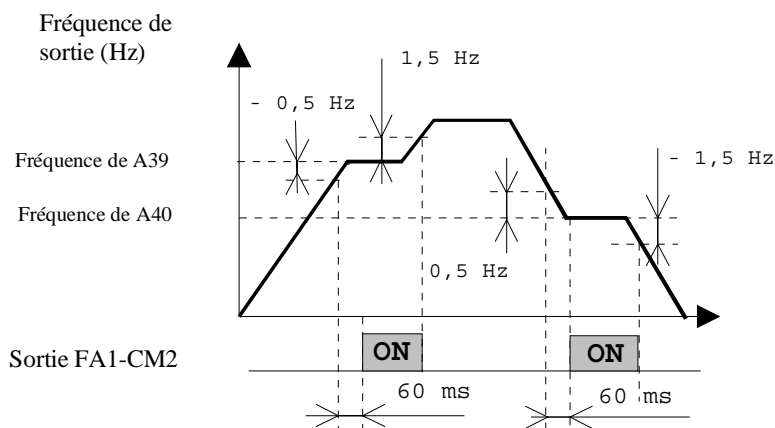 Fréquence de
sortie (Hz)
1,5 Hz
- 0,5 Hz
- 1,5 Hz
Fréquence de A39
Fréquence de A40
0,5 Hz
ON
ON
Sortie FA1-CM2
60 ms
60 ms